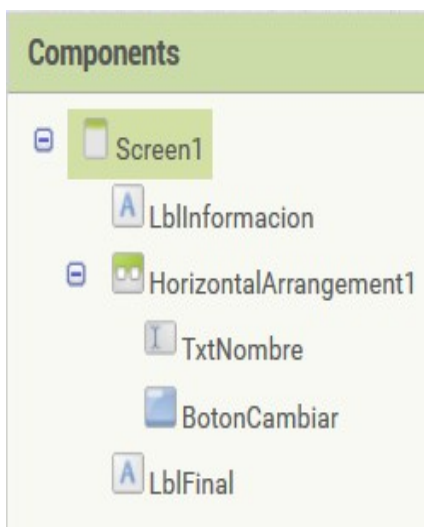 Components
Screen1
LblInformacion
HorizontalArrangement1
TxtNombre
BotonCambiar
LblFinal